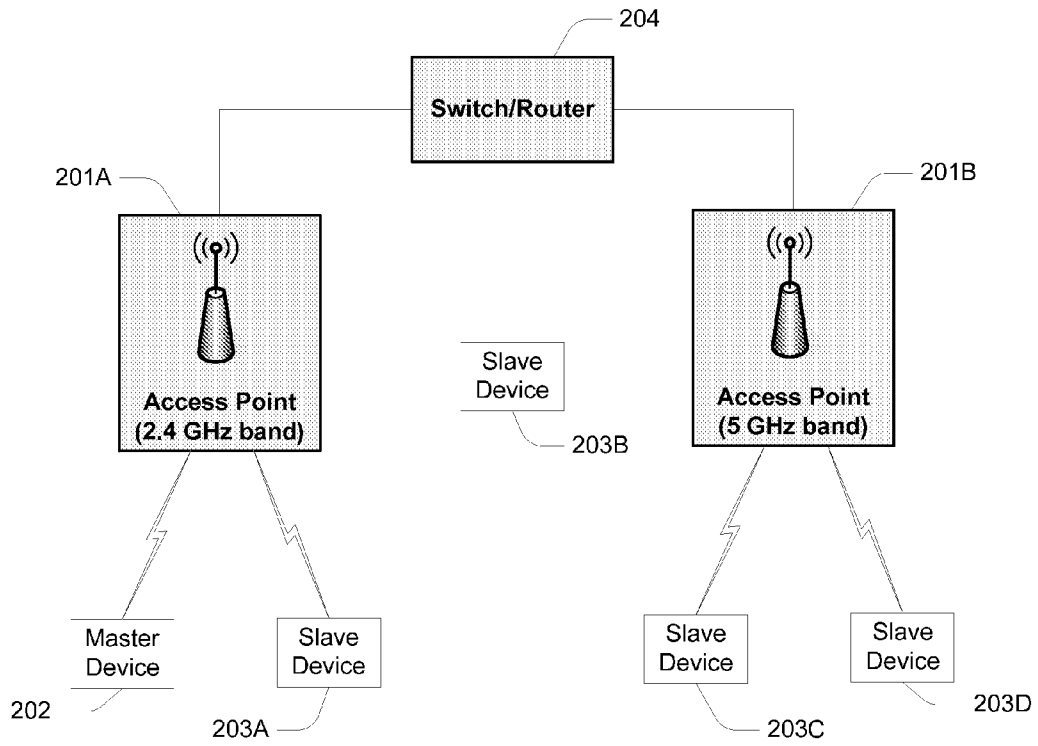 204
Switch/Router
201A
201B
Access Point
(2.4 GHz band)
Slave
Device
203B
Access Point
(5 GHz band)
Master
Device
202
Slave
Device
203A
Slave
Device
203C
Slave
Device
203D